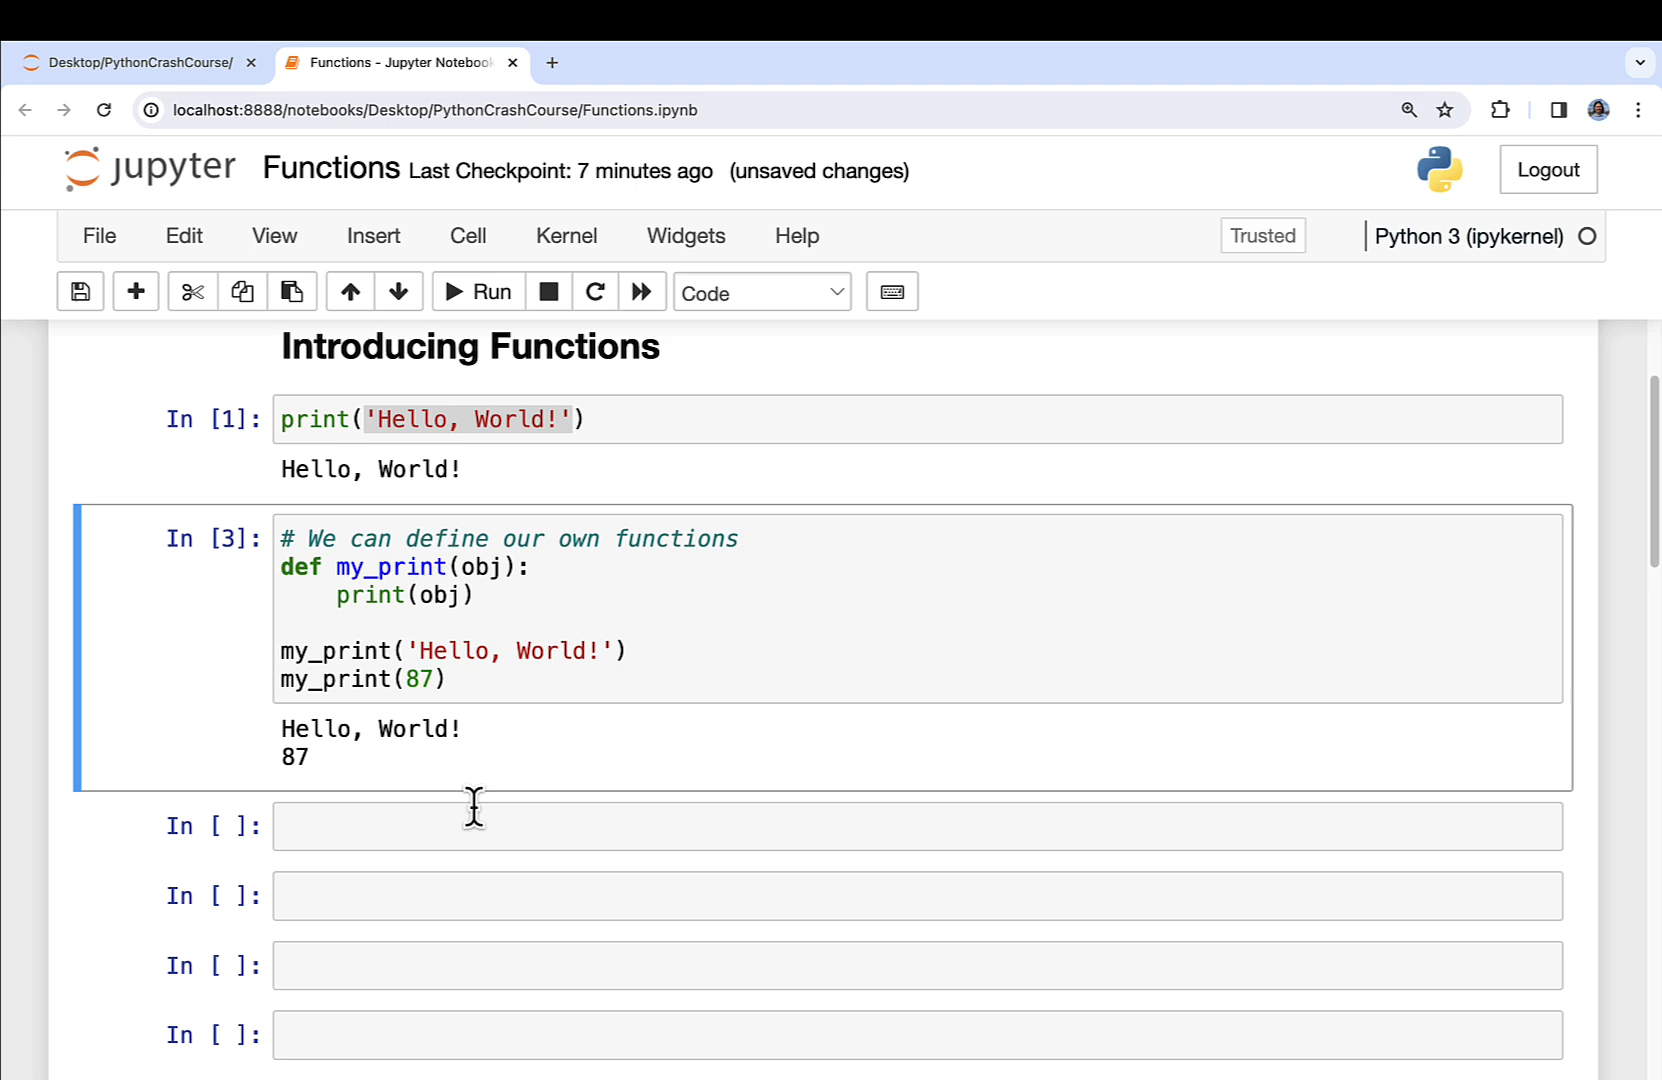 Desktop/PythonCrashCourse/
Functions - Jupyter Notebook
localhost:8888/notebooks/Desktop/PythonCrashCourse/Functions.ipynb
jupyter Functions Last Checkpoint: 7 minutes ago (unsaved changes)
Logout
File Edit View Insert Cell Kernel Widgets Help Trusted Python 3 (ipykernel)
Run Code
Introducing Functions
In [1]: print('Hello, World!')
Hello, World!
In [3]: # We can define our own functions
def my_print(obj):
    print(obj)
my_print('Hello, World!')
my_print(87)
Hello, World!
87
In [ ]:
In [ ]:
In [ ]:
In [ ]: